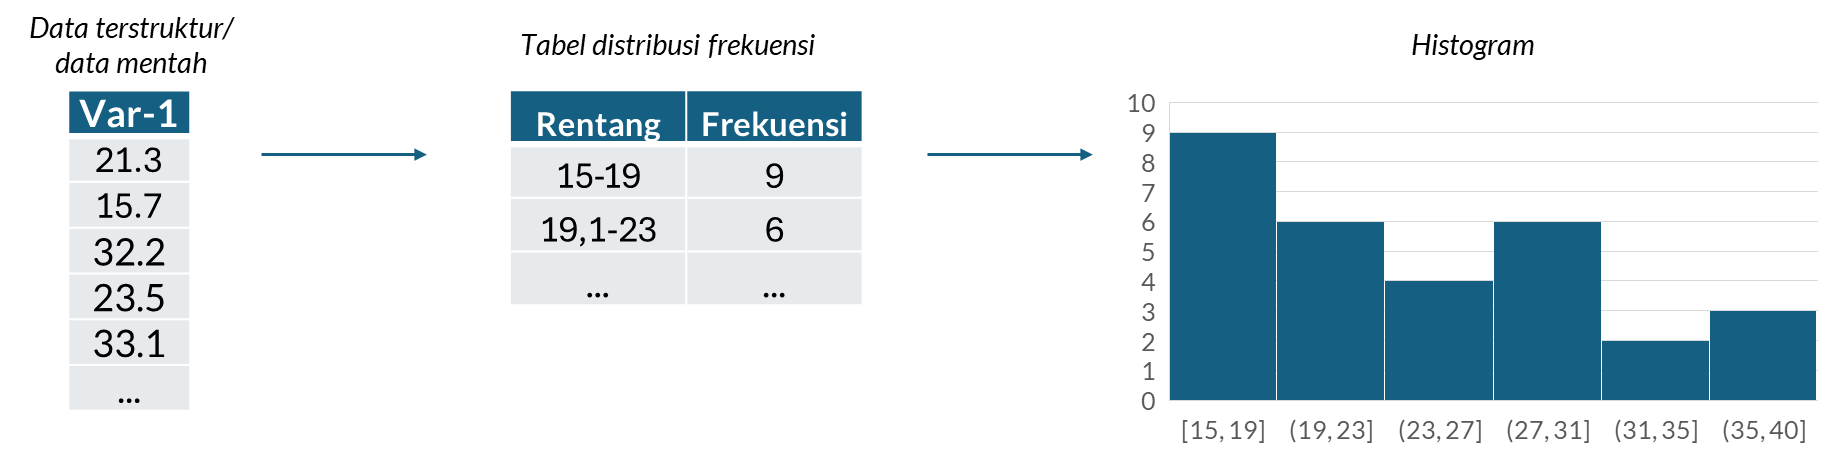 Data terstruktur/
data mentah
Var-1
21.3
15.7
32.2
23.5
33.1
...
Tabel distribusi frekuensi
Rentang Frekuensi
15-19 9
19,1-23 6
... ...
Histogram
10
9
8
7
6
5
4
3
2
1
0
[15, 19] (19, 23] (23, 27] (27, 31] (31, 35] (35, 40]